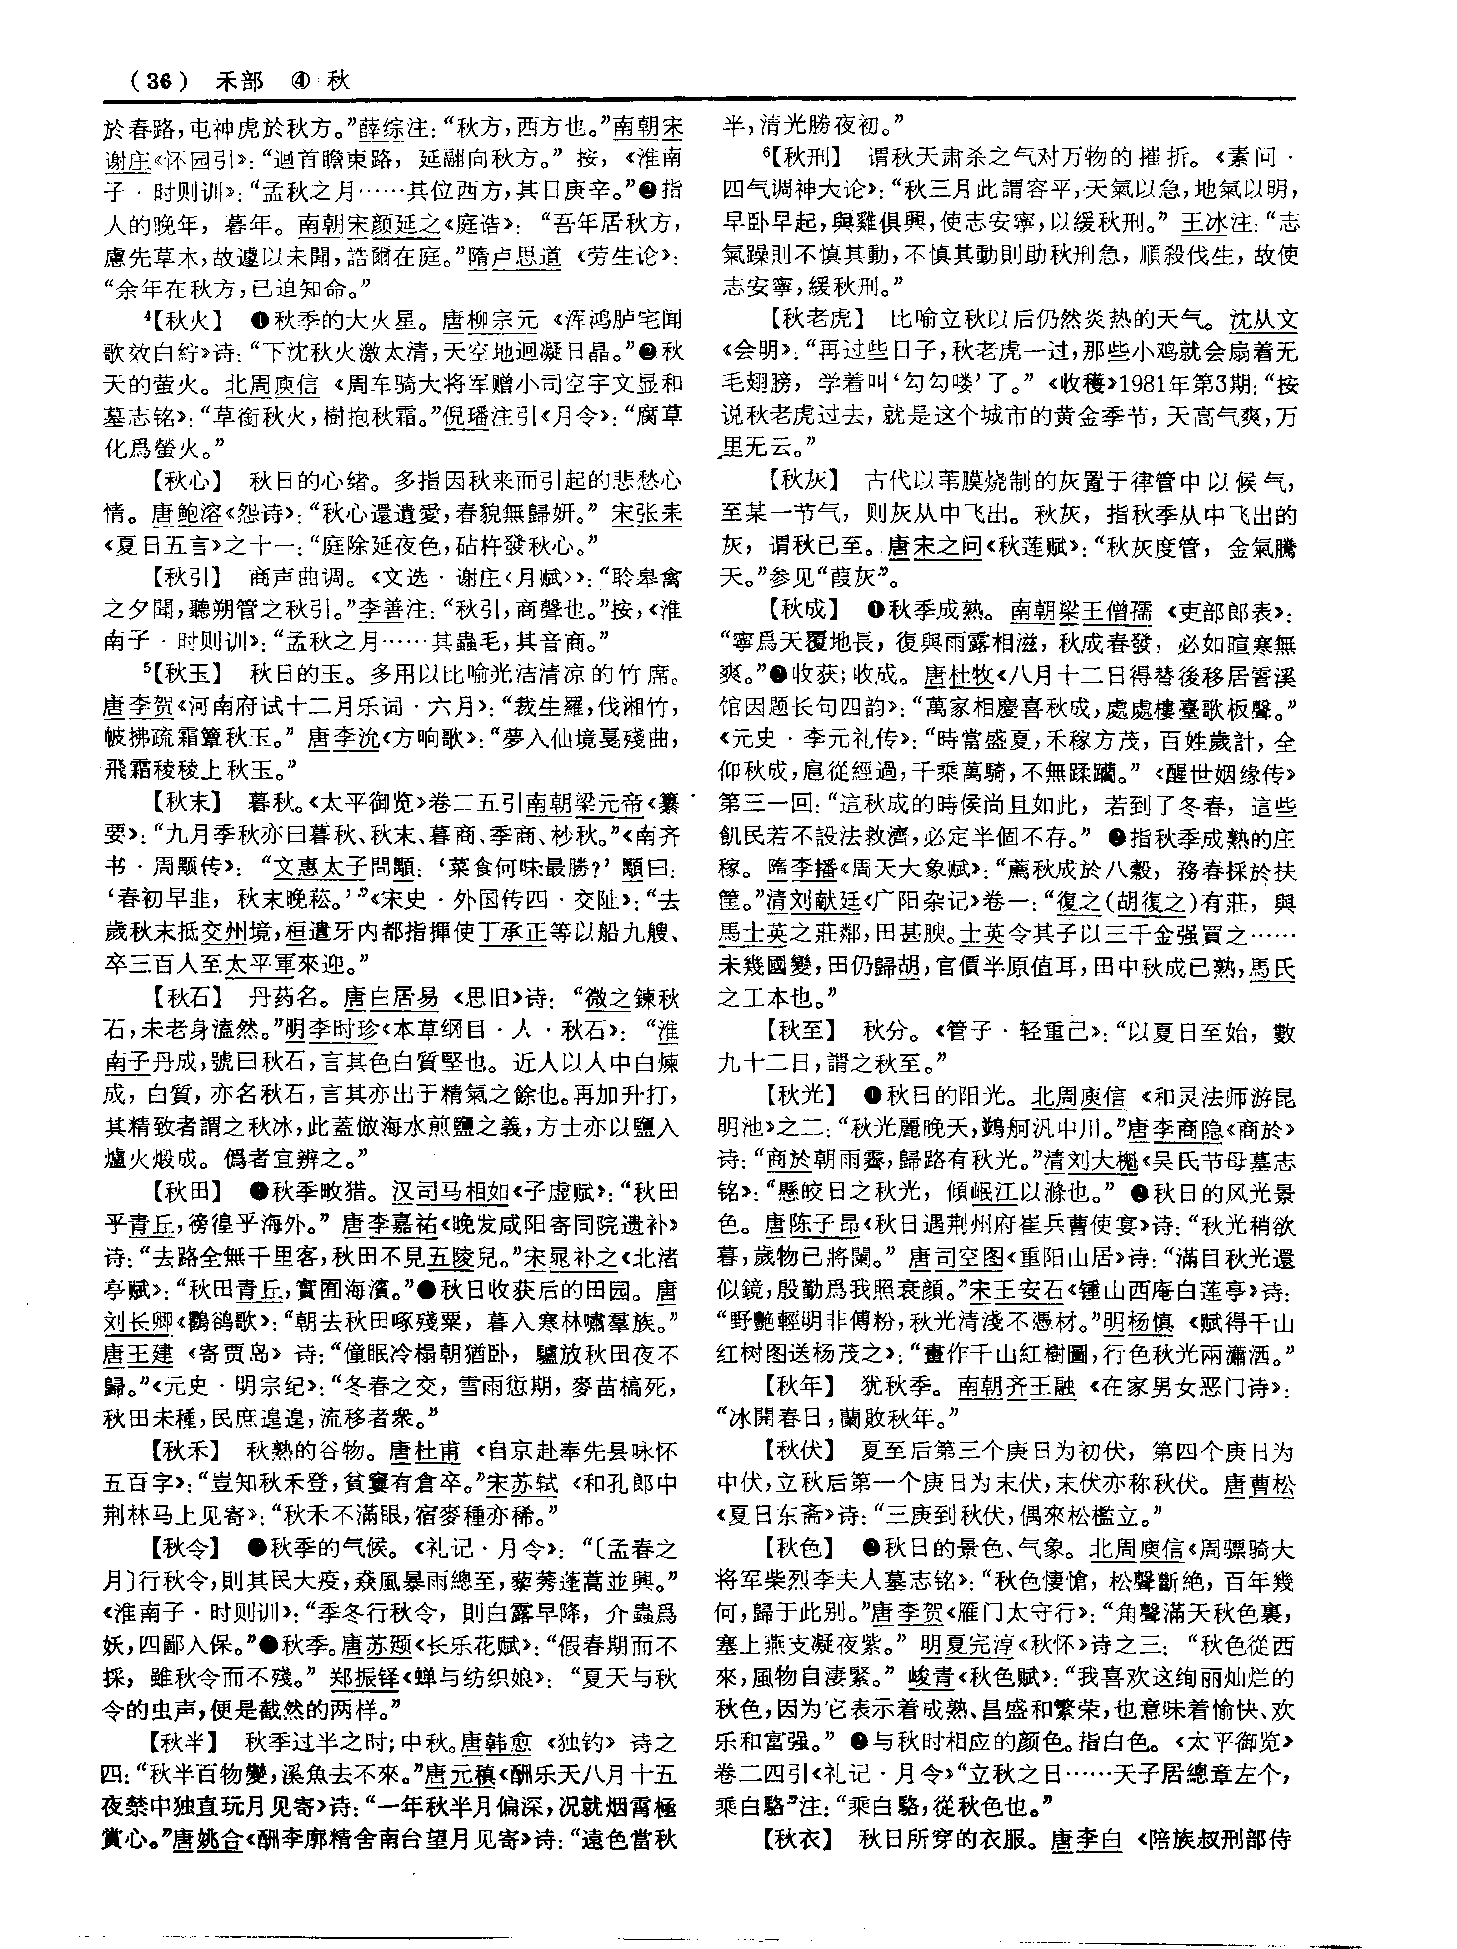 (36) 禾部 ④ 秋
於春路，屯神虎於秋方。”薛综注：“秋方，西方也。”南朝宋
谢庄《怀园引》：“迴首瞻東路，延翮向秋方。”按，《淮南
子·时则训》：“孟秋之月……其位西方，其日庚辛。”❷指
人的晚年，暮年。南朝宋颜延之《庭诰》：“吾年居秋方，
慮先草木，故遽以未聞，誥爾在庭。”隋卢思道《劳生论》：
“余年在秋方，已迫知命。”
⁴【秋火】 ❶秋季的大火星。唐柳宗元《浑鸿胪宅闻
歌效白紵》诗：“下沈秋火激太清，天空地迥凝日晶。”❷秋
天的萤火。北周庾信《周车骑大将军赠小司空宇文显和
墓志铭》：“草銜秋火，樹抱秋霜。”倪璠注引《月令》：“腐草
化爲螢火。”
【秋心】 秋日的心绪。多指因秋来而引起的悲愁心
情。唐鲍溶《怨诗》：“秋心還遺愛，春貌無歸妍。”宋张耒
《夏日五言》之十一：“庭除延夜色，砧杵發秋心。”
【秋引】 商声曲调。《文选·谢庄〈月赋〉》：“聆皋禽
之夕聞，聽朔管之秋引。”李善注：“秋引，商聲也。”按，《淮
南子·时则训》：“孟秋之月……其蟲毛，其音商。”
⁵【秋玉】 秋日的玉。多用以比喻光洁清凉的竹席。
唐李贺《河南府试十二月乐词·六月》：“裁生羅，伐湘竹，
帔拂疏霜簟秋玉。”唐李沇《方响歌》：“夢入仙境戛殘曲，
飛霜稜稜上秋玉。”
【秋末】 暮秋。《太平御览》卷二五引南朝梁元帝《纂
要》：“九月季秋亦曰暮秋、秋末、暮商、季商、杪秋。”《南齐
书·周颙传》：“文惠太子問顒：‘菜食何味最勝？’顒曰：
‘春初早韭，秋末晚菘。’”《宋史·外国传四·交阯》：“去
歲秋末抵交州境，桓遣牙内都指揮使丁承正等以船九艘、
卒三百人至太平軍來迎。”
【秋石】 丹药名。唐白居易《思旧》诗：“微之鍊秋
石，未老身溘然。”明李时珍《本草纲目·人·秋石》：“淮
南子丹成，號曰秋石，言其色白質堅也。近人以人中白煉
成，白質，亦名秋石，言其亦出于精氣之餘也。再加升打，
其精致者謂之秋冰，此蓋倣海水煎鹽之義，方士亦以鹽入
爐火煅成。僞者宜辨之。”
【秋田】 ❶秋季畋猎。汉司马相如《子虚赋》：“秋田
乎青丘，徬徨乎海外。”唐李嘉祐《晚发咸阳寄同院遗补》
诗：“去路全無千里客，秋田不見五陵兒。”宋晁补之《北渚
亭赋》：“秋田青丘，實囿海濱。”❷秋日收获后的田园。唐
刘长卿《鸜鹆歌》：“朝去秋田啄殘粟，暮入寒林嘯羣族。”
唐王建《寄贾岛》诗：“僮眠冷榻朝猶卧，驢放秋田夜不
歸。”《元史·明宗纪》：“冬春之交，雪雨愆期，麥苗槁死，
秋田未種，民庶遑遑，流移者衆。”
【秋禾】 秋熟的谷物。唐杜甫《自京赴奉先县咏怀
五百字》：“豈知秋禾登，貧窶有倉卒。”宋苏轼《和孔郎中
荆林马上见寄》：“秋禾不滿眼，宿麥種亦稀。”
【秋令】 ❶秋季的气候。《礼记·月令》：“〔孟春之
月〕行秋令，則其民大疫，猋風暴雨總至，藜莠蓬蒿並興。”
《淮南子·时则训》：“季冬行秋令，則白露早降，介蟲爲
妖，四鄙入保。”❷秋季。唐苏颋《长乐花赋》：“假春期而不
採，雖秋令而不殘。”郑振铎《蝉与纺织娘》：“夏天与秋
令的虫声，便是截然的两样。”
【秋半】 秋季过半之时；中秋。唐韩愈《独钓》诗之
四：“秋半百物變，溪魚去不來。”唐元稹《酬乐天八月十五
夜禁中独直玩月见寄》诗：“一年秋半月偏深，况就烟霄極
賞心。”唐姚合《酬李廓精舍南台望月见寄》诗：“遠色當秋
半，清光勝夜初。”
⁶【秋刑】 谓秋天肃杀之气对万物的摧折。《素问·
四气调神大论》：“秋三月此謂容平，天氣以急，地氣以明，
早卧早起，與雞俱興，使志安寧，以緩秋刑。”王冰注：“志
氣躁則不慎其動，不慎其動則助秋刑急，順殺伐生，故使
志安寧，緩秋刑。”
【秋老虎】 比喻立秋以后仍然炎热的天气。沈从文
《会明》：“再过些日子，秋老虎一过，那些小鸡就会扇着无
毛翅膀，学着叫‘勾勾喽’了。”《收穫》1981年第3期：“按
说秋老虎过去，就是这个城市的黄金季节，天高气爽，万
里无云。”
【秋灰】 古代以苇膜烧制的灰置于律管中以候气，
至某一节气，则灰从中飞出。秋灰，指秋季从中飞出的
灰，谓秋已至。唐宋之问《秋莲赋》：“秋灰度管，金氣騰
天。”参见“葭灰”。
【秋成】 ❶秋季成熟。南朝梁王僧孺《吏部郎表》：
“寧爲天覆地長，復與雨露相滋，秋成春發，必如暄寒無
爽。”❷收获；收成。唐杜牧《八月十二日得替後移居霅溪
馆因题长句四韵》：“萬家相慶喜秋成，處處樓臺歌板聲。”
《元史·李元礼传》：“時當盛夏，禾稼方茂，百姓歲計，全
仰秋成，扈從經過，千乘萬騎，不無蹂躪。”《醒世姻缘传》
第三一回：“這秋成的時侯尚且如此，若到了冬春，這些
飢民若不設法救濟，必定半個不存。”❸指秋季成熟的庄
稼。隋李播《周天大象赋》：“薦秋成於八穀，務春採於扶
筐。”清刘献廷《广阳杂记》卷一：“復之(胡復之)有莊，與
馬士英之莊鄰，田甚腴。士英令其子以三千金强買之……
未幾國變，田仍歸胡，官價半原值耳，田中秋成已熟，馬氏
之工本也。”
【秋至】 秋分。《管子·轻重己》：“以夏日至始，數
九十二日，謂之秋至。”
【秋光】 ❶秋日的阳光。北周庾信《和灵法师游昆
明池》之二：“秋光麗晚天，鷁舸汎中川。”唐李商隐《商於》
诗：“商於朝雨霽，歸路有秋光。”清刘大櫆《吴氏节母墓志
铭》：“懸皎日之秋光，傾岷江以滌也。”❷秋日的风光景
色。唐陈子昂《秋日遇荆州府崔兵曹使宴》诗：“秋光稍欲
暮，歲物已將闌。”唐司空图《重阳山居》诗：“滿目秋光還
似鏡，殷勤爲我照衰顔。”宋王安石《锺山西庵白莲亭》诗：
“野艷輕明非傅粉，秋光清淺不憑材。”明杨慎《赋得千山
红树图送杨茂之》：“畫作千山紅樹圖，行色秋光兩瀟洒。”
【秋年】 犹秋季。南朝齐王融《在家男女恶门诗》：
“冰開春日，蘭敗秋年。”
【秋伏】 夏至后第三个庚日为初伏，第四个庚日为
中伏，立秋后第一个庚日为末伏，末伏亦称秋伏。唐曹松
《夏日东斋》诗：“三庚到秋伏，偶來松檻立。”
【秋色】 ❶秋日的景色、气象。北周庾信《周骠骑大
将军柴烈李夫人墓志铭》：“秋色悽愴，松聲斷絶，百年幾
何，歸于此别。”唐李贺《雁门太守行》：“角聲滿天秋色裏，
塞上燕支凝夜紫。”明夏完淳《秋怀》诗之三：“秋色從西
來，風物自淒緊。”峻青《秋色赋》：“我喜欢这绚丽灿烂的
秋色，因为它表示着成熟、昌盛和繁荣，也意味着愉快、欢
乐和富强。”❷与秋时相应的颜色。指白色。《太平御览》
卷二四引《礼记·月令》“立秋之日……天子居總章左个，
乘白駱”注：“乘白駱，從秋色也。”
【秋衣】 秋日所穿的衣服。唐李白《陪族叔刑部侍